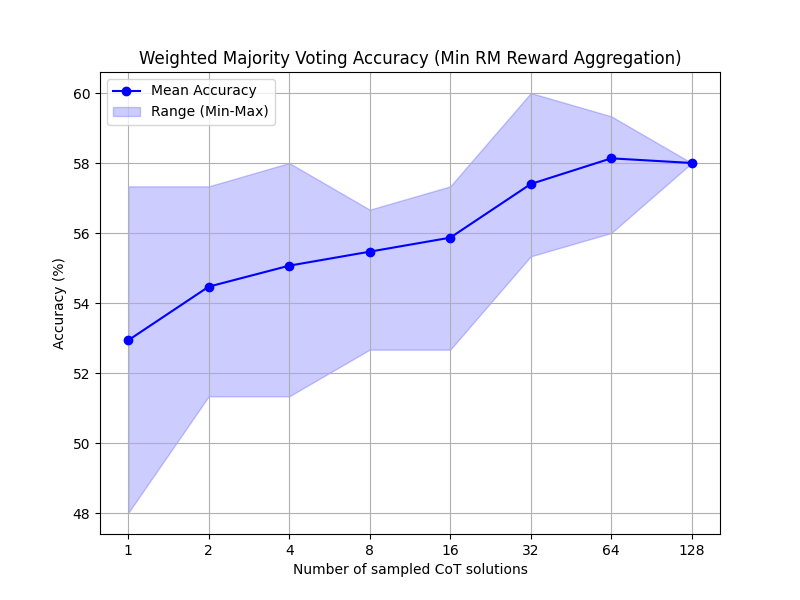 Weighted Majority Voting Accuracy (Min RM Reward Aggregation)
Mean Accuracy
Range (Min-Max)
60
58
56
54
52
50
48
Accuracy (%)
1 2 4 8 16 32 64 128
Number of sampled CoT solutions